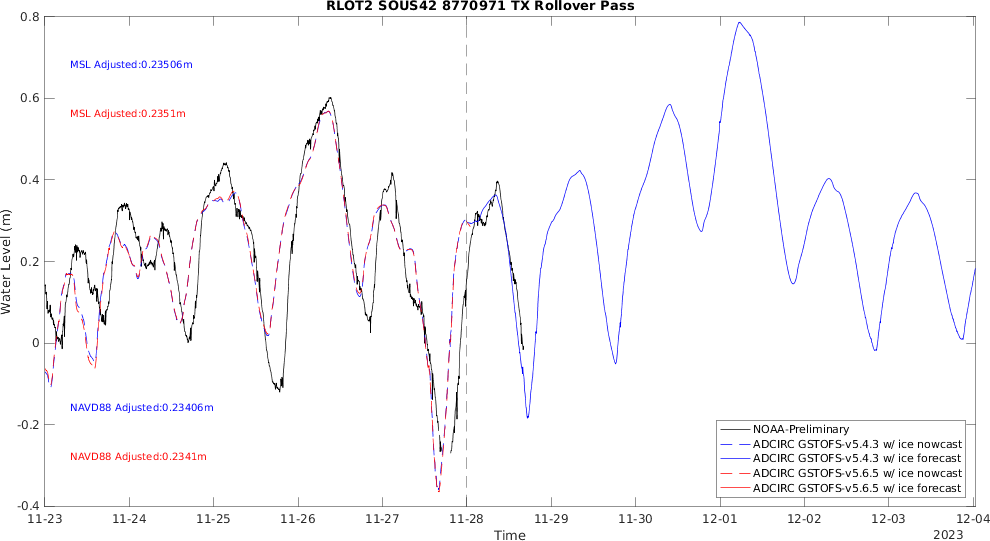 RLOT2 SOUS42 8770971 TX Rollover Pass
0.8
MSL Adjusted:0.23506m
0.6
MSL Adjusted:0.2351m
0.4
Water Level (m)
0.2
0
NAVD88 Adjusted:0.23406m
-0.2
NAVD88 Adjusted:0.2341m
-0.4
NOAA-Preliminary
ADCIRC GSTOFS-v5.4.3 w/ ice nowcast
ADCIRC GSTOFS-v5.4.3 w/ ice forecast
ADCIRC GSTOFS-v5.6.5 w/ ice nowcast
ADCIRC GSTOFS-v5.6.5 w/ ice forecast
11-23 11-24 11-25 11-26 11-27 11-28 11-29 11-30 12-01 12-02 12-03 12-04
Time
2023